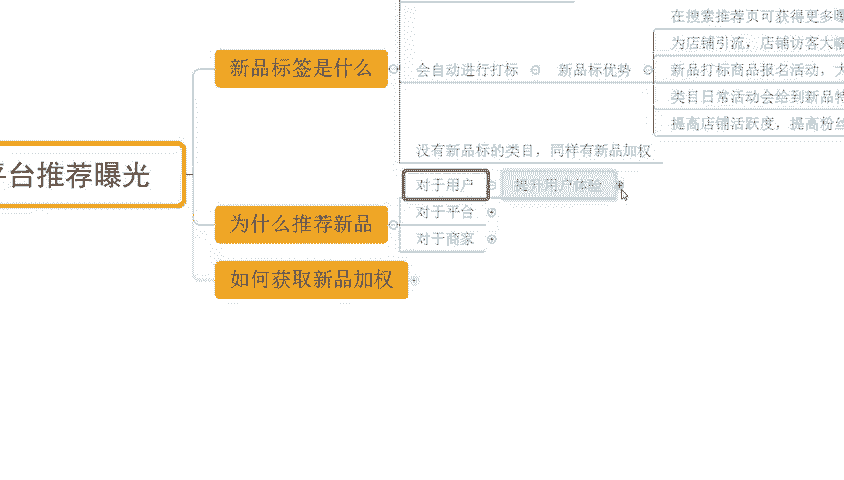 在搜索推荐页可获得更多曝
为店铺引流，店铺访客大幅
新品标签是什么
会自动进行打标
新品标优势
新品打标商品报名活动，大
类目日常活动会给到新品特
提高店铺活跃度，提高粉丝
没有新品标的类目，同样有新品加权
平台推荐曝光
对于用户
提升用户体验
为什么推荐新品
对于平台
对于商家
如何获取新品加权